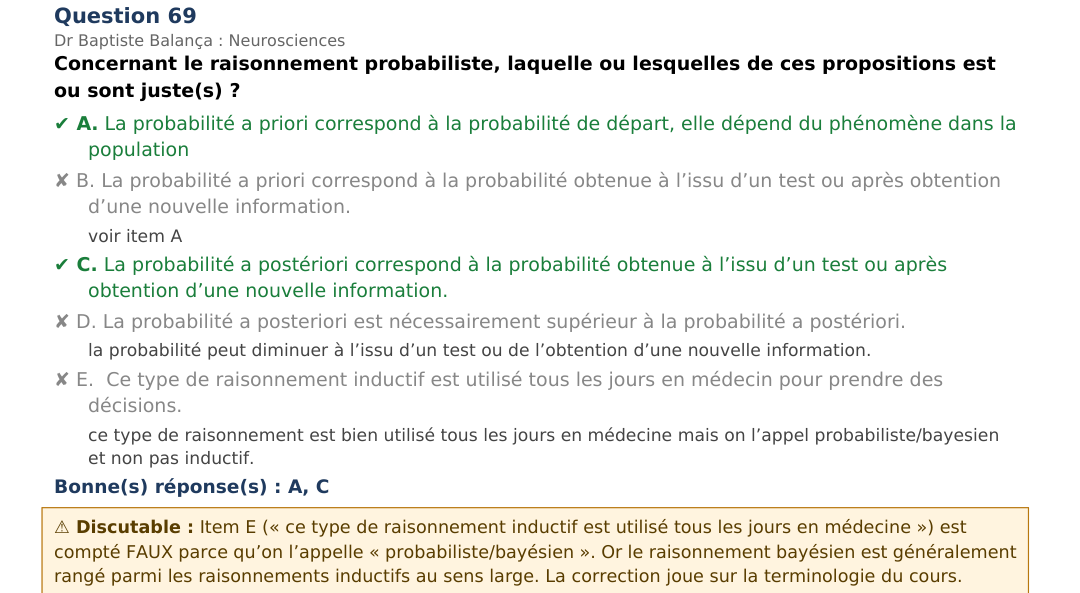 Question 69
Dr Baptiste Balança : Neurosciences
Concernant le raisonnement probabiliste, laquelle ou lesquelles de ces propositions est
ou sont juste(s) ?
✔ A. La probabilité a priori correspond à la probabilité de départ, elle dépend du phénomène dans la
population
✘ B. La probabilité a priori correspond à la probabilité obtenue à l’issu d’un test ou après obtention
d’une nouvelle information.
voir item A
✔ C. La probabilité a postériori correspond à la probabilité obtenue à l’issu d’un test ou après
obtention d’une nouvelle information.
✘ D. La probabilité a posteriori est nécessairement supérieur à la probabilité a postériori.
la probabilité peut diminuer à l’issu d’un test ou de l’obtention d’une nouvelle information.
✘ E.  Ce type de raisonnement inductif est utilisé tous les jours en médecin pour prendre des
décisions.
ce type de raisonnement est bien utilisé tous les jours en médecine mais on l’appel probabiliste/bayesien
et non pas inductif.
Bonne(s) réponse(s) : A, C
⚠ Discutable : Item E (« ce type de raisonnement inductif est utilisé tous les jours en médecine ») est
compté FAUX parce qu’on l’appelle « probabiliste/bayésien ». Or le raisonnement bayésien est généralement
rangé parmi les raisonnements inductifs au sens large. La correction joue sur la terminologie du cours.